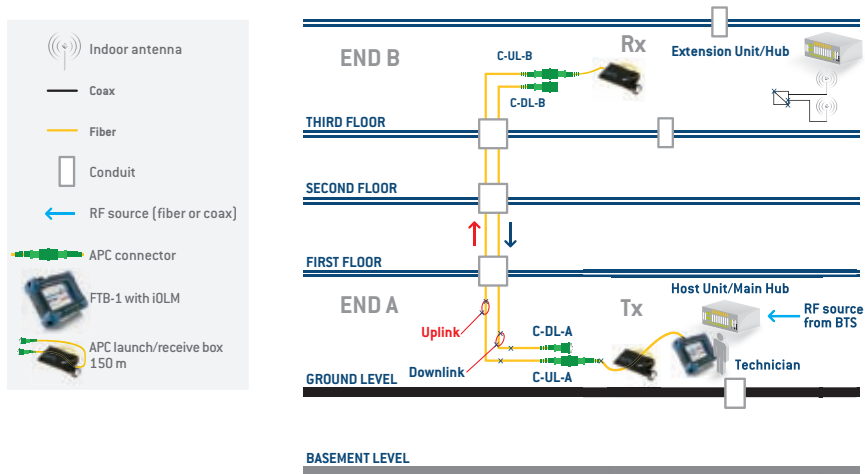 Indoor antenna
Coax
Fiber
Conduit
RF source (fiber or coax)
APC connector
FTB-1 with iOLM
APC launch/receive box
150 m
END B
C-UL-B
Rx
Extension Unit/Hub
C-DL-B
THIRD FLOOR
SECOND FLOOR
FIRST FLOOR
END A
Host Unit/Main Hub
Tx
RF source
from BTS
Uplink
C-DL-A
Downlink
C-UL-A
Technician
GROUND LEVEL
BASEMENT LEVEL